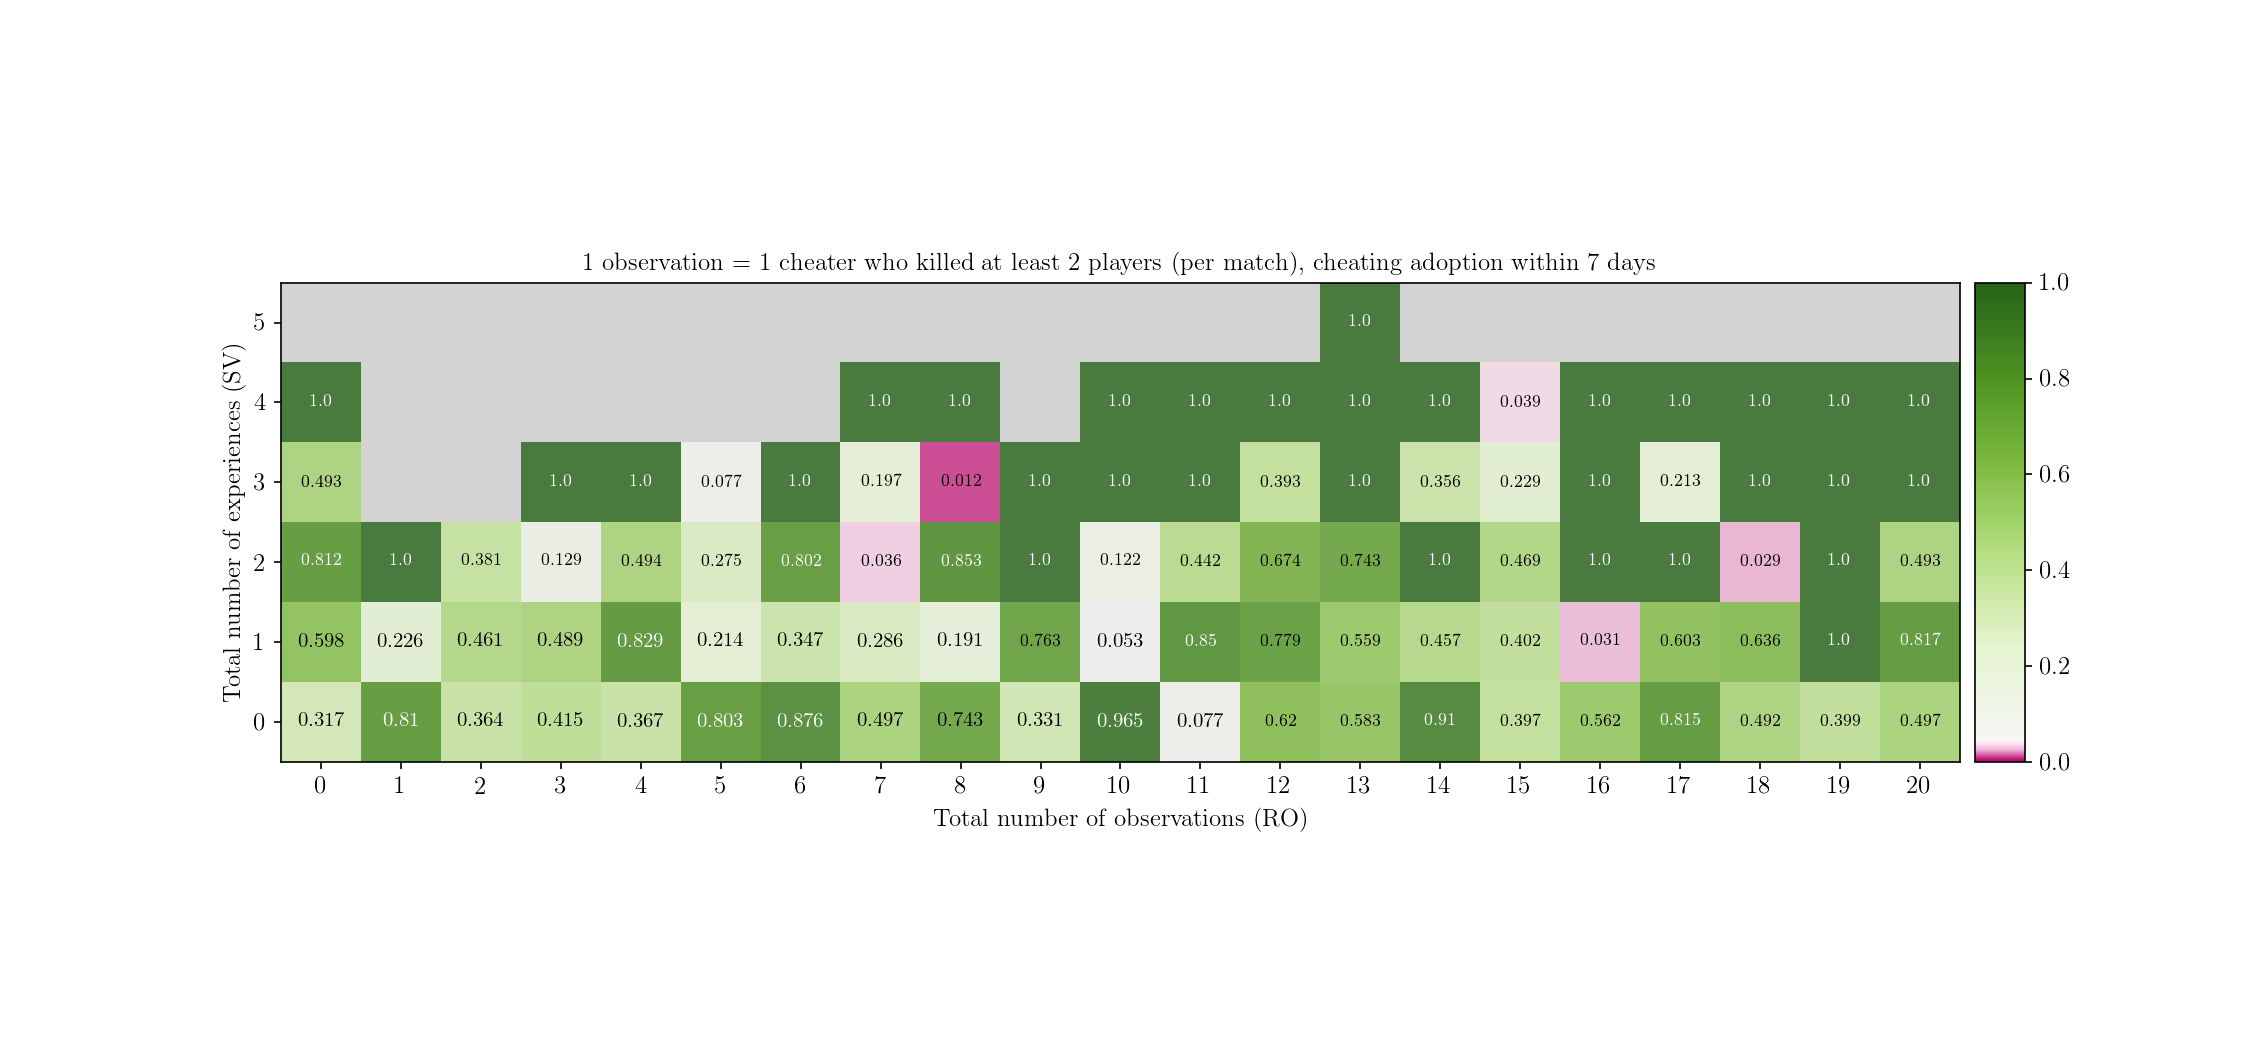 1 observation = 1 cheater who killed at least 2 players (per match), cheating adoption within 7 days
1.0
5 1.0
4 1.0 1.0 1.0 1.0 1.0 1.0 1.0 1.0 0.039 1.0 1.0 1.0 1.0 1.0
0.8
3 0.493 1.0 1.0 0.077 1.0 0.197 0.012 1.0 1.0 1.0 0.393 1.0 0.356 0.229 1.0 0.213 1.0 1.0 1.0
0.6
2 0.812 1.0 0.381 0.129 0.494 0.275 0.802 0.036 0.853 1.0 0.122 0.442 0.674 0.743 1.0 0.469 1.0 1.0 0.029 1.0 0.493
0.4
1 0.598 0.226 0.461 0.489 0.829 0.214 0.347 0.286 0.191 0.763 0.053 0.85 0.779 0.559 0.457 0.402 0.031 0.603 0.636 1.0 0.817
0.2
0 0.317 0.81 0.364 0.415 0.367 0.803 0.876 0.497 0.743 0.331 0.965 0.077 0.62 0.583 0.91 0.397 0.562 0.815 0.492 0.399 0.497
0.0
0 1 2 3 4 5 6 7 8 9 10 11 12 13 14 15 16 17 18 19 20
Total number of observations (RO)
Total number of experiences (SV)